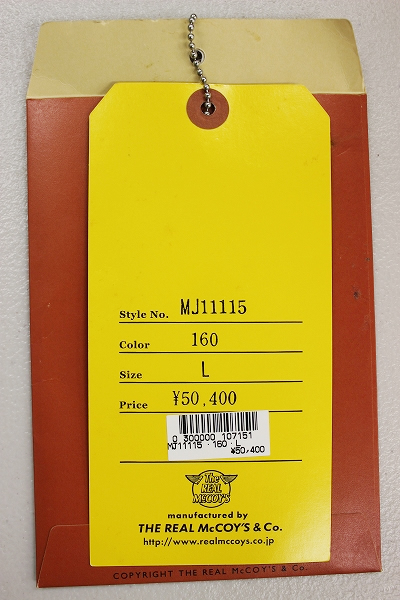 Style No. MJ11115
Color 160
Size L
Price ¥50,400
0 300000 107151
MJ11115 · 160 · L
¥50,400
The
REAL
McCOY'S
manufactured by
THE REAL McCOY'S & Co.
http://www.realmccoys.co.jp
COPYRIGHT THE REAL McCOY'S & Co.